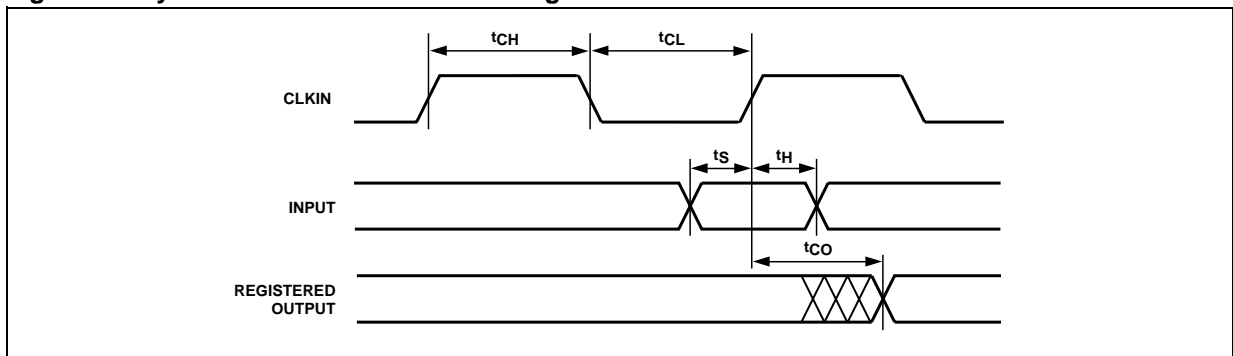 tCH
tCL
CLKIN
tS
tH
INPUT
tCO
REGISTERED
OUTPUT